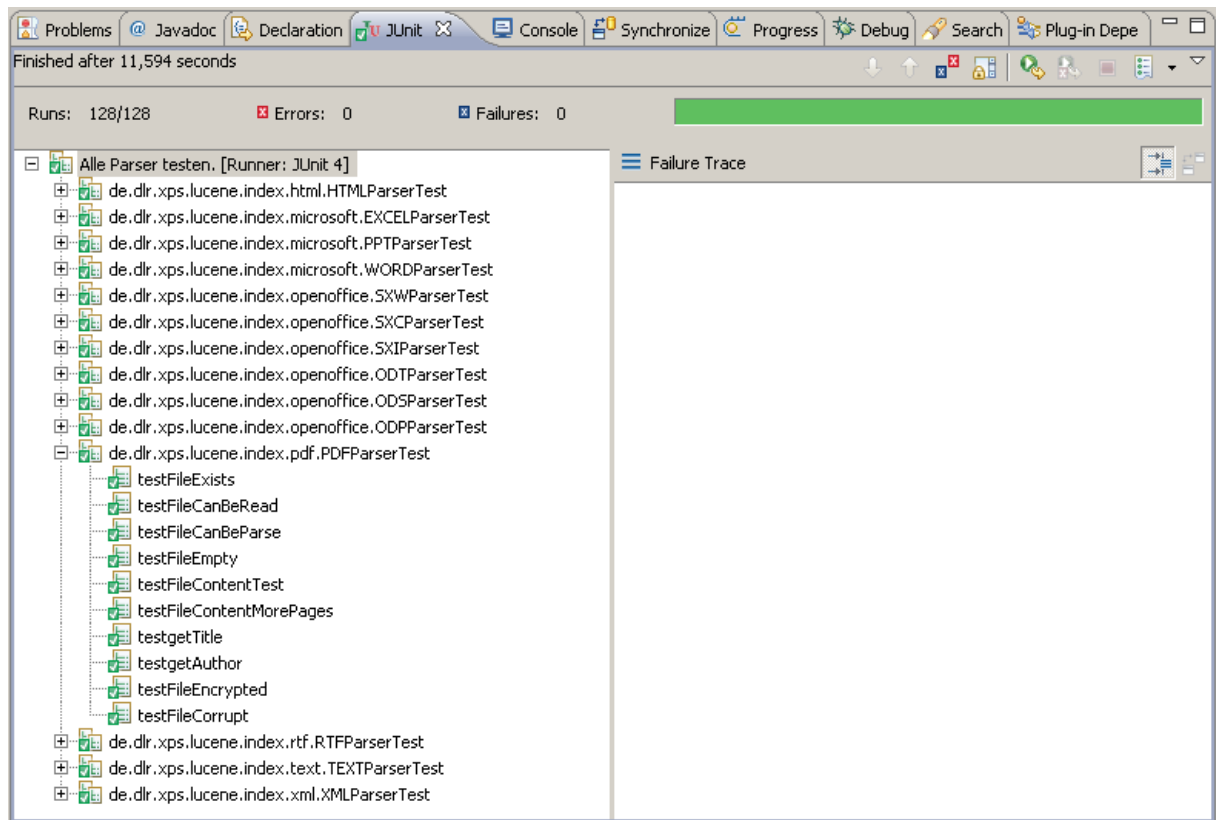 Problems @ Javadoc Declaration JUnit Console Synchronize Progress Debug Search Plug-in Depe
Finished after 11,594 seconds
Runs: 128/128 Errors: 0 Failures: 0
Alle Parser testen. [Runner: JUnit 4] Failure Trace
de.dlr.xps.lucene.index.html.HTMLParserTest
de.dlr.xps.lucene.index.microsoft.EXCELParserTest
de.dlr.xps.lucene.index.microsoft.PPTParserTest
de.dlr.xps.lucene.index.microsoft.WORDParserTest
de.dlr.xps.lucene.index.openoffice.SXWParserTest
de.dlr.xps.lucene.index.openoffice.SXCParserTest
de.dlr.xps.lucene.index.openoffice.SXIParserTest
de.dlr.xps.lucene.index.openoffice.ODTParserTest
de.dlr.xps.lucene.index.openoffice.ODSParserTest
de.dlr.xps.lucene.index.openoffice.ODPParserTest
de.dlr.xps.lucene.index.pdf.PDFParserTest
testFileExists
testFileCanBeRead
testFileCanBeParse
testFileEmpty
testFileContentTest
testFileContentMorePages
testgetTitle
testgetAuthor
testFileEncrypted
testFileCorrupt
de.dlr.xps.lucene.index.rtf.RTFParserTest
de.dlr.xps.lucene.index.text.TEXTParserTest
de.dlr.xps.lucene.index.xml.XMLParserTest